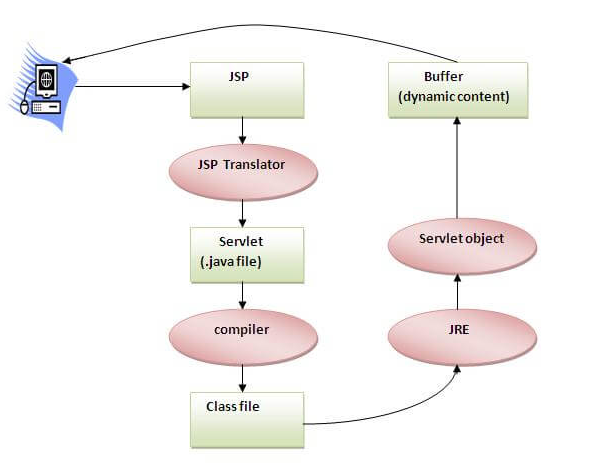 JSP
JSP Translator
Servlet
(.java file)
compiler
Class file
JRE
Servlet object
Buffer
(dynamic content)